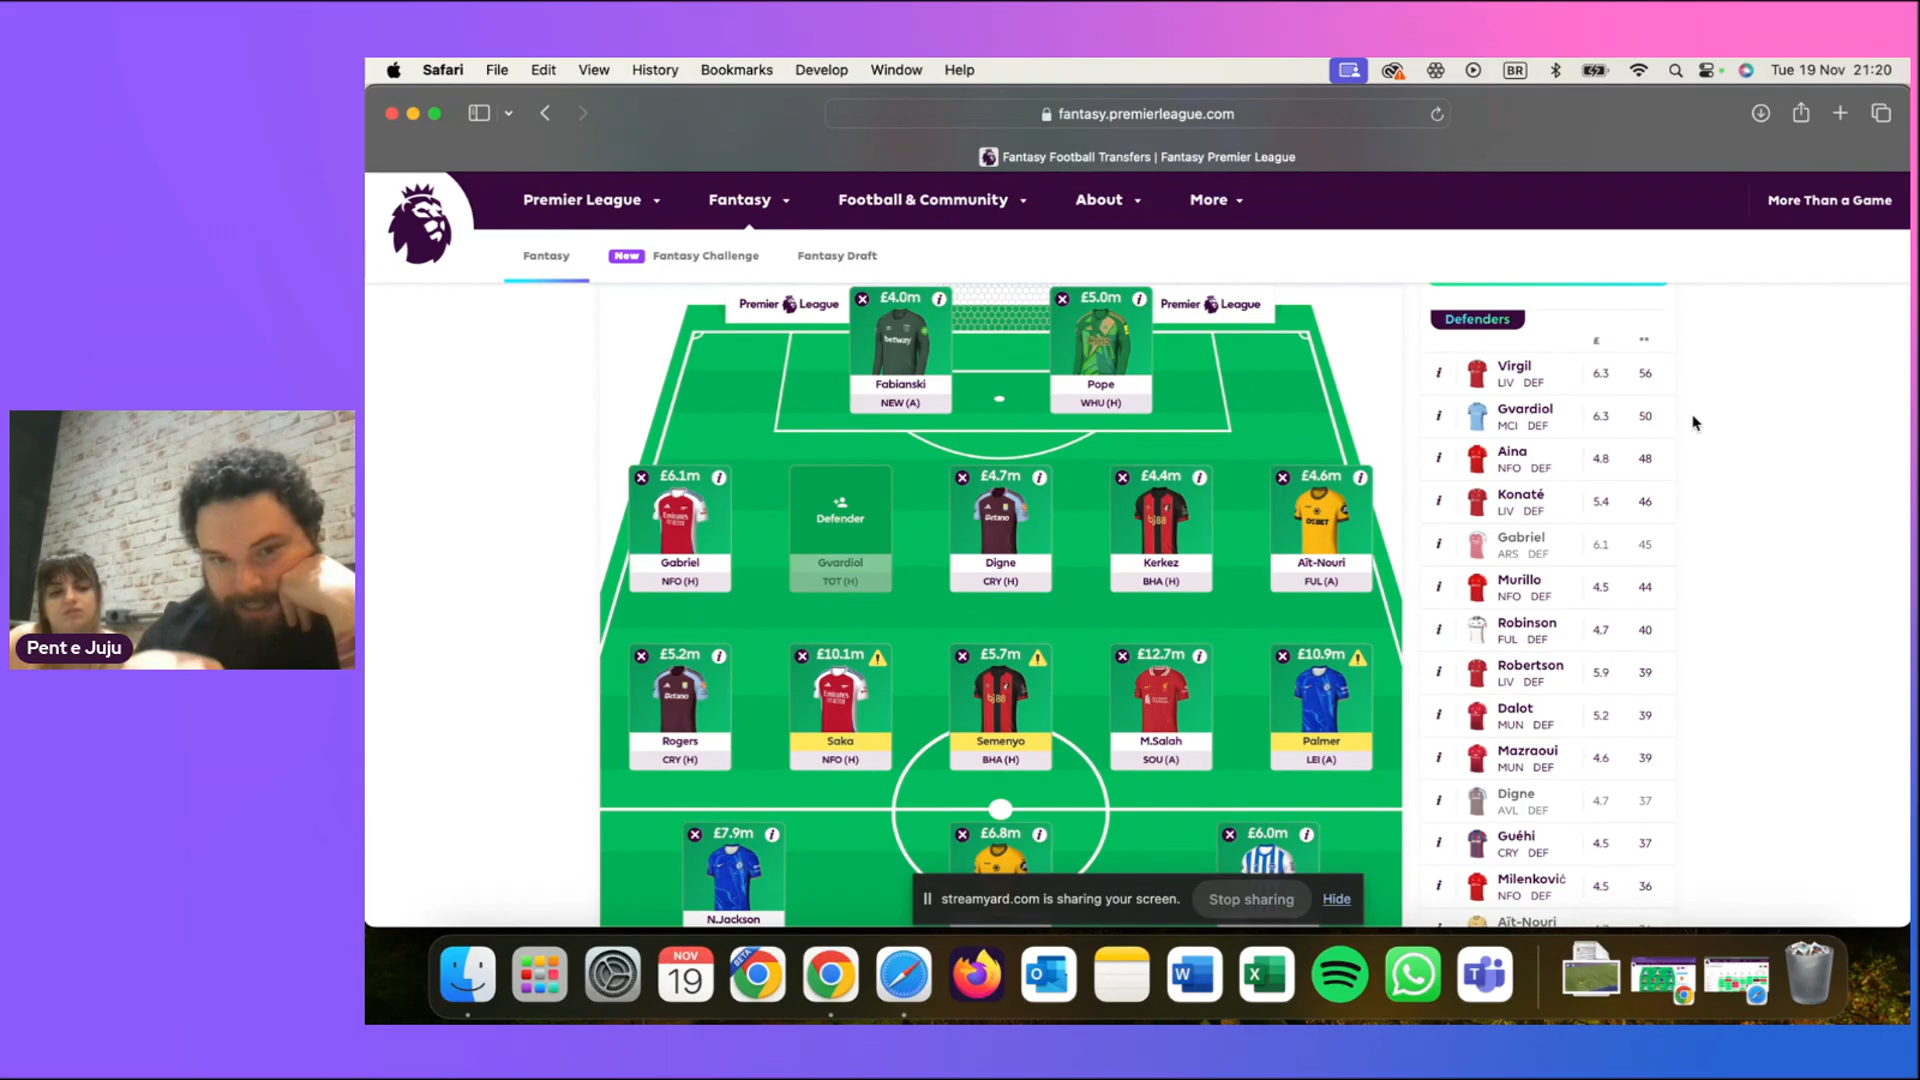 Safari File Edit View History Bookmarks Develop Window Help BR Tue 19 Nov 21:20
fantasy.premierleague.com
Fantasy Football Transfers | Fantasy Premier League
Premier League Fantasy Football & Community About More More Than a Game
Fantasy New Fantasy Challenge Fantasy Draft
Premier League £4.0m £5.0m Premier League
betway
Fabianski Pope
NEW (A) WHU (H)
£6.1m £4.7m £4.4m £4.6m
Defender
Gabriel Gvardiol Digne Kerkez Aït-Nouri
NFO (H) TOT (H) CRY (H) BHA (H) FUL (A)
£5.2m £10.1m £5.7m £12.7m £10.9m
Rogers Saka Semenyo M.Salah Palmer
CRY (H) NFO (H) BHA (H) SOU (A) LEI (A)
£7.9m £6.8m £6.0m
N.Jackson
Defenders
£ **
Virgil 6.3 56
LIV DEF
Gvardiol 6.3 50
MCI DEF
Aina 4.8 48
NFO DEF
Konaté 5.4 46
LIV DEF
Gabriel 6.1 45
ARS DEF
Murillo 4.5 44
NFO DEF
Robinson 4.7 40
FUL DEF
Robertson 5.9 39
LIV DEF
Dalot 5.2 39
MUN DEF
Mazraoui 4.6 39
MUN DEF
Digne 4.7 37
AVL DEF
Guéhi 4.5 37
CRY DEF
Milenković 4.5 36
NFO DEF
Aït-Nouri
streamyard.com is sharing your screen. Stop sharing Hide
Pent e Juju
NOV
19
BETA